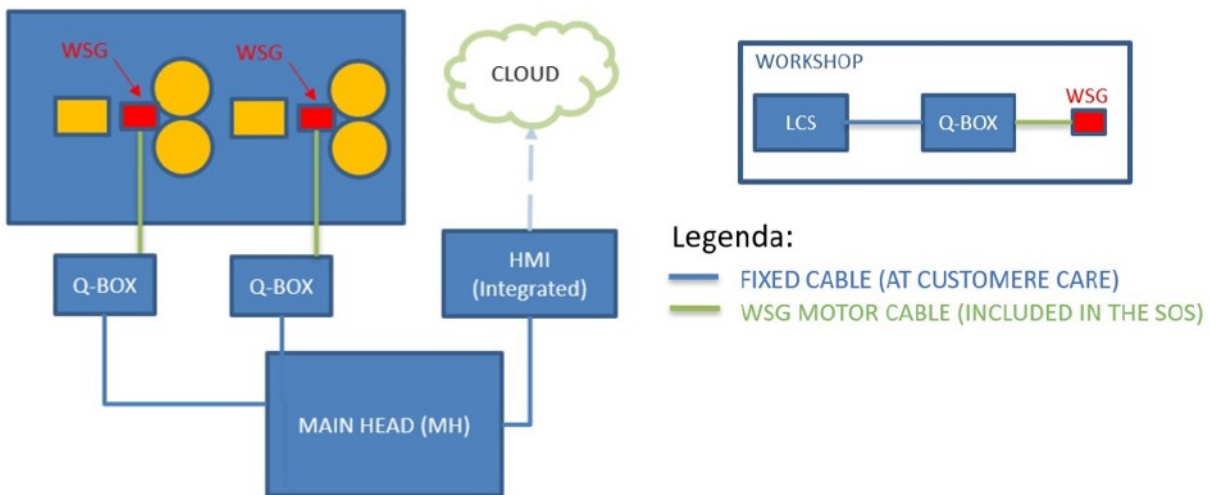 WSG
WSG
CLOUD
Q-BOX
Q-BOX
HMI
(Integrated)
MAIN HEAD (MH)
WORKSHOP
LCS
Q-BOX
WSG
Legenda:
FIXED CABLE (AT CUSTOMERE CARE)
WSG MOTOR CABLE (INCLUDED IN THE SOS)